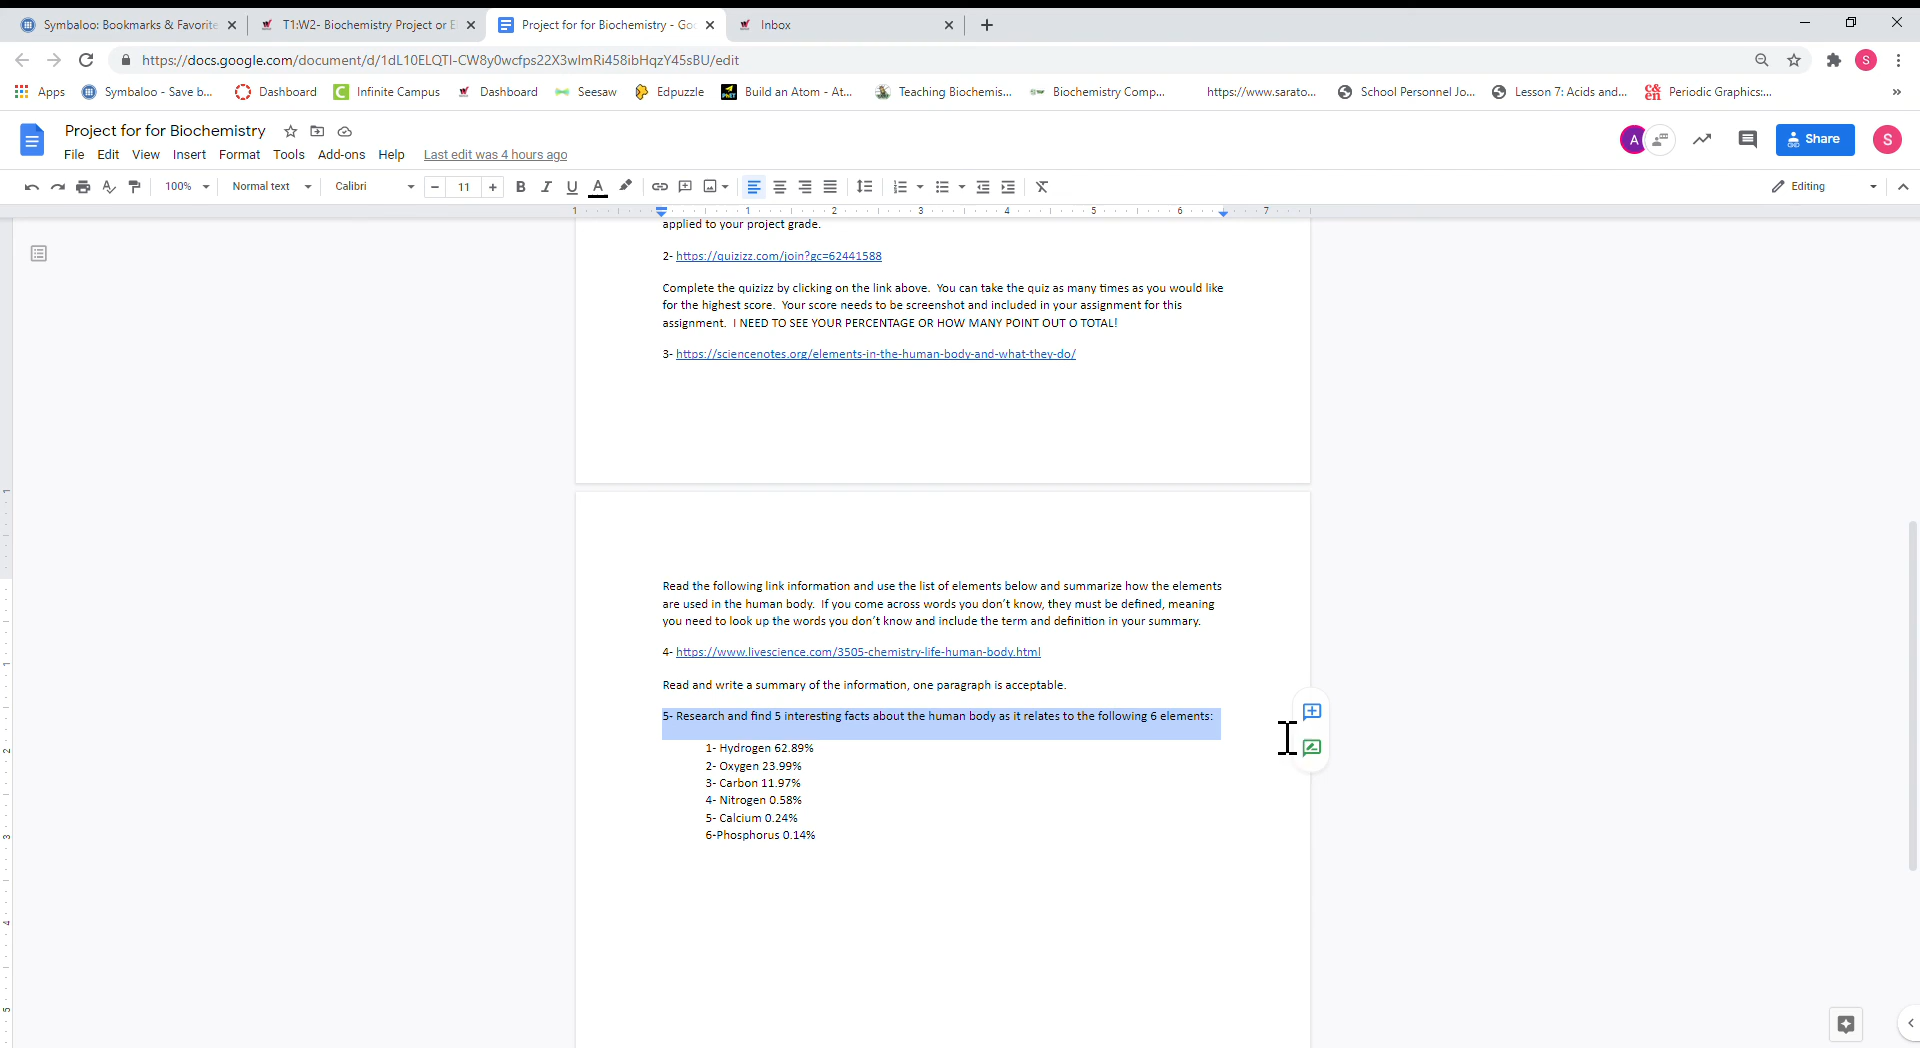 Symbaloo: Bookmarks & Favorite
T1:W2- Biochemistry Project or E
Project for for Biochemistry - Goo
Inbox
https://docs.google.com/document/d/1dL10ELQTI-CW8y0wcfps22X3wImRi458ibHqzY45sBU/edit
S
Apps
Symbaloo - Save b...
Dashboard
Infinite Campus
Dashboard
Seesaw
Edpuzzle
Build an Atom - At...
Teaching Biochemis...
Biochemistry Comp...
https://www.sarato...
School Personnel Jo...
Lesson 7: Acids and...
Periodic Graphics:...
Project for for Biochemistry
File Edit View Insert Format Tools Add-ons Help Last edit was 4 hours ago
A
Share
S
100% Normal text Calibri 11 B I U A Editing
1 1 2 3 4 5 6 7
applied to your project grade.
2- https://quizizz.com/join?gc=62441588
Complete the quizizz by clicking on the link above. You can take the quiz as many times as you would like
for the highest score. Your score needs to be screenshot and included in your assignment for this
assignment. I NEED TO SEE YOUR PERCENTAGE OR HOW MANY POINT OUT O TOTAL!
3- https://sciencenotes.org/elements-in-the-human-body-and-what-they-do/
Read the following link information and use the list of elements below and summarize how the elements
are used in the human body. If you come across words you don't know, they must be defined, meaning
you need to look up the words you don't know and include the term and definition in your summary.
4- https://www.livescience.com/3505-chemistry-life-human-body.html
Read and write a summary of the information, one paragraph is acceptable.
5- Research and find 5 interesting facts about the human body as it relates to the following 6 elements:
1- Hydrogen 62.89%
2- Oxygen 23.99%
3- Carbon 11.97%
4- Nitrogen 0.58%
5- Calcium 0.24%
6-Phosphorus 0.14%